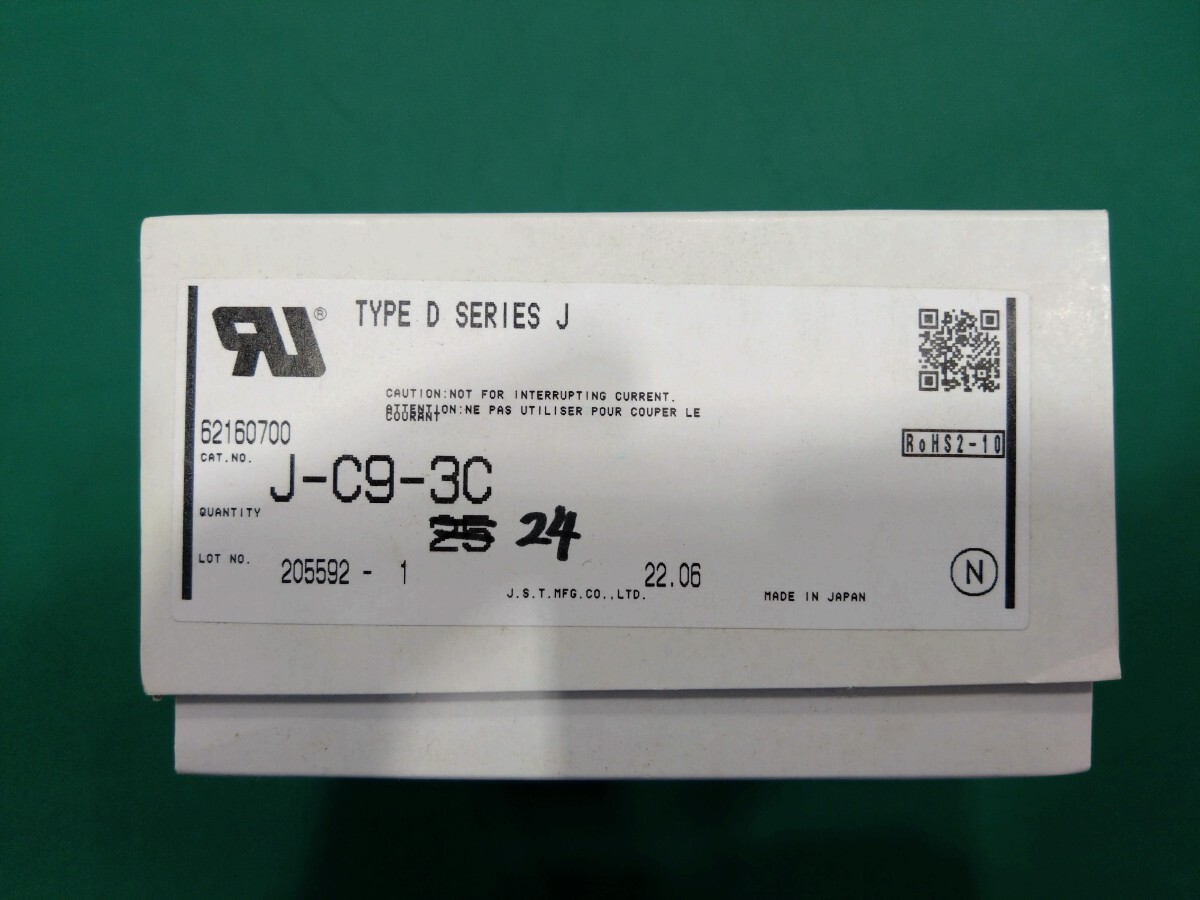 RU® TYPE D SERIES J
CAUTION:NOT FOR INTERRUPTING CURRENT.
ATTENTION:NE PAS UTILISER POUR COUPER LE
COURANT
62160700
RoHS2-10
CAT.NO. J-C9-3C
QUANTITY 25 24
LOT NO. 205592 - 1 22.06 N
J.S.T.MFG.CO.,LTD. MADE IN JAPAN